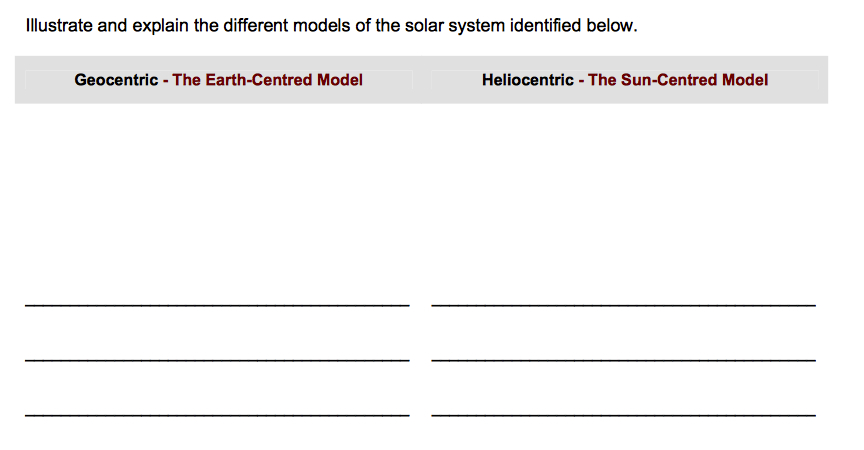 Illustrate and explain the different models of the solar system identified below.
Geocentric - The Earth-Centred Model
Heliocentric - The Sun-Centred Model